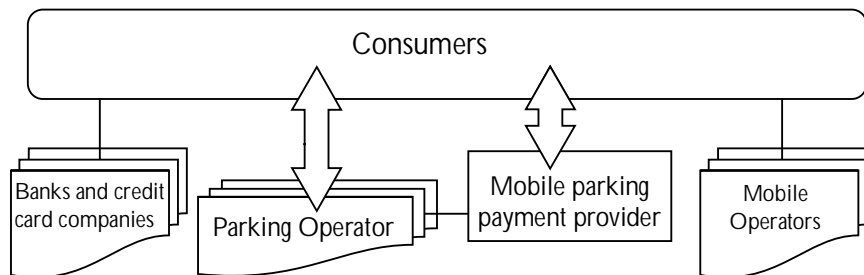 Consumers
Banks and credit
card companies
Parking Operator
Mobile parking
payment provider
Mobile
Operators